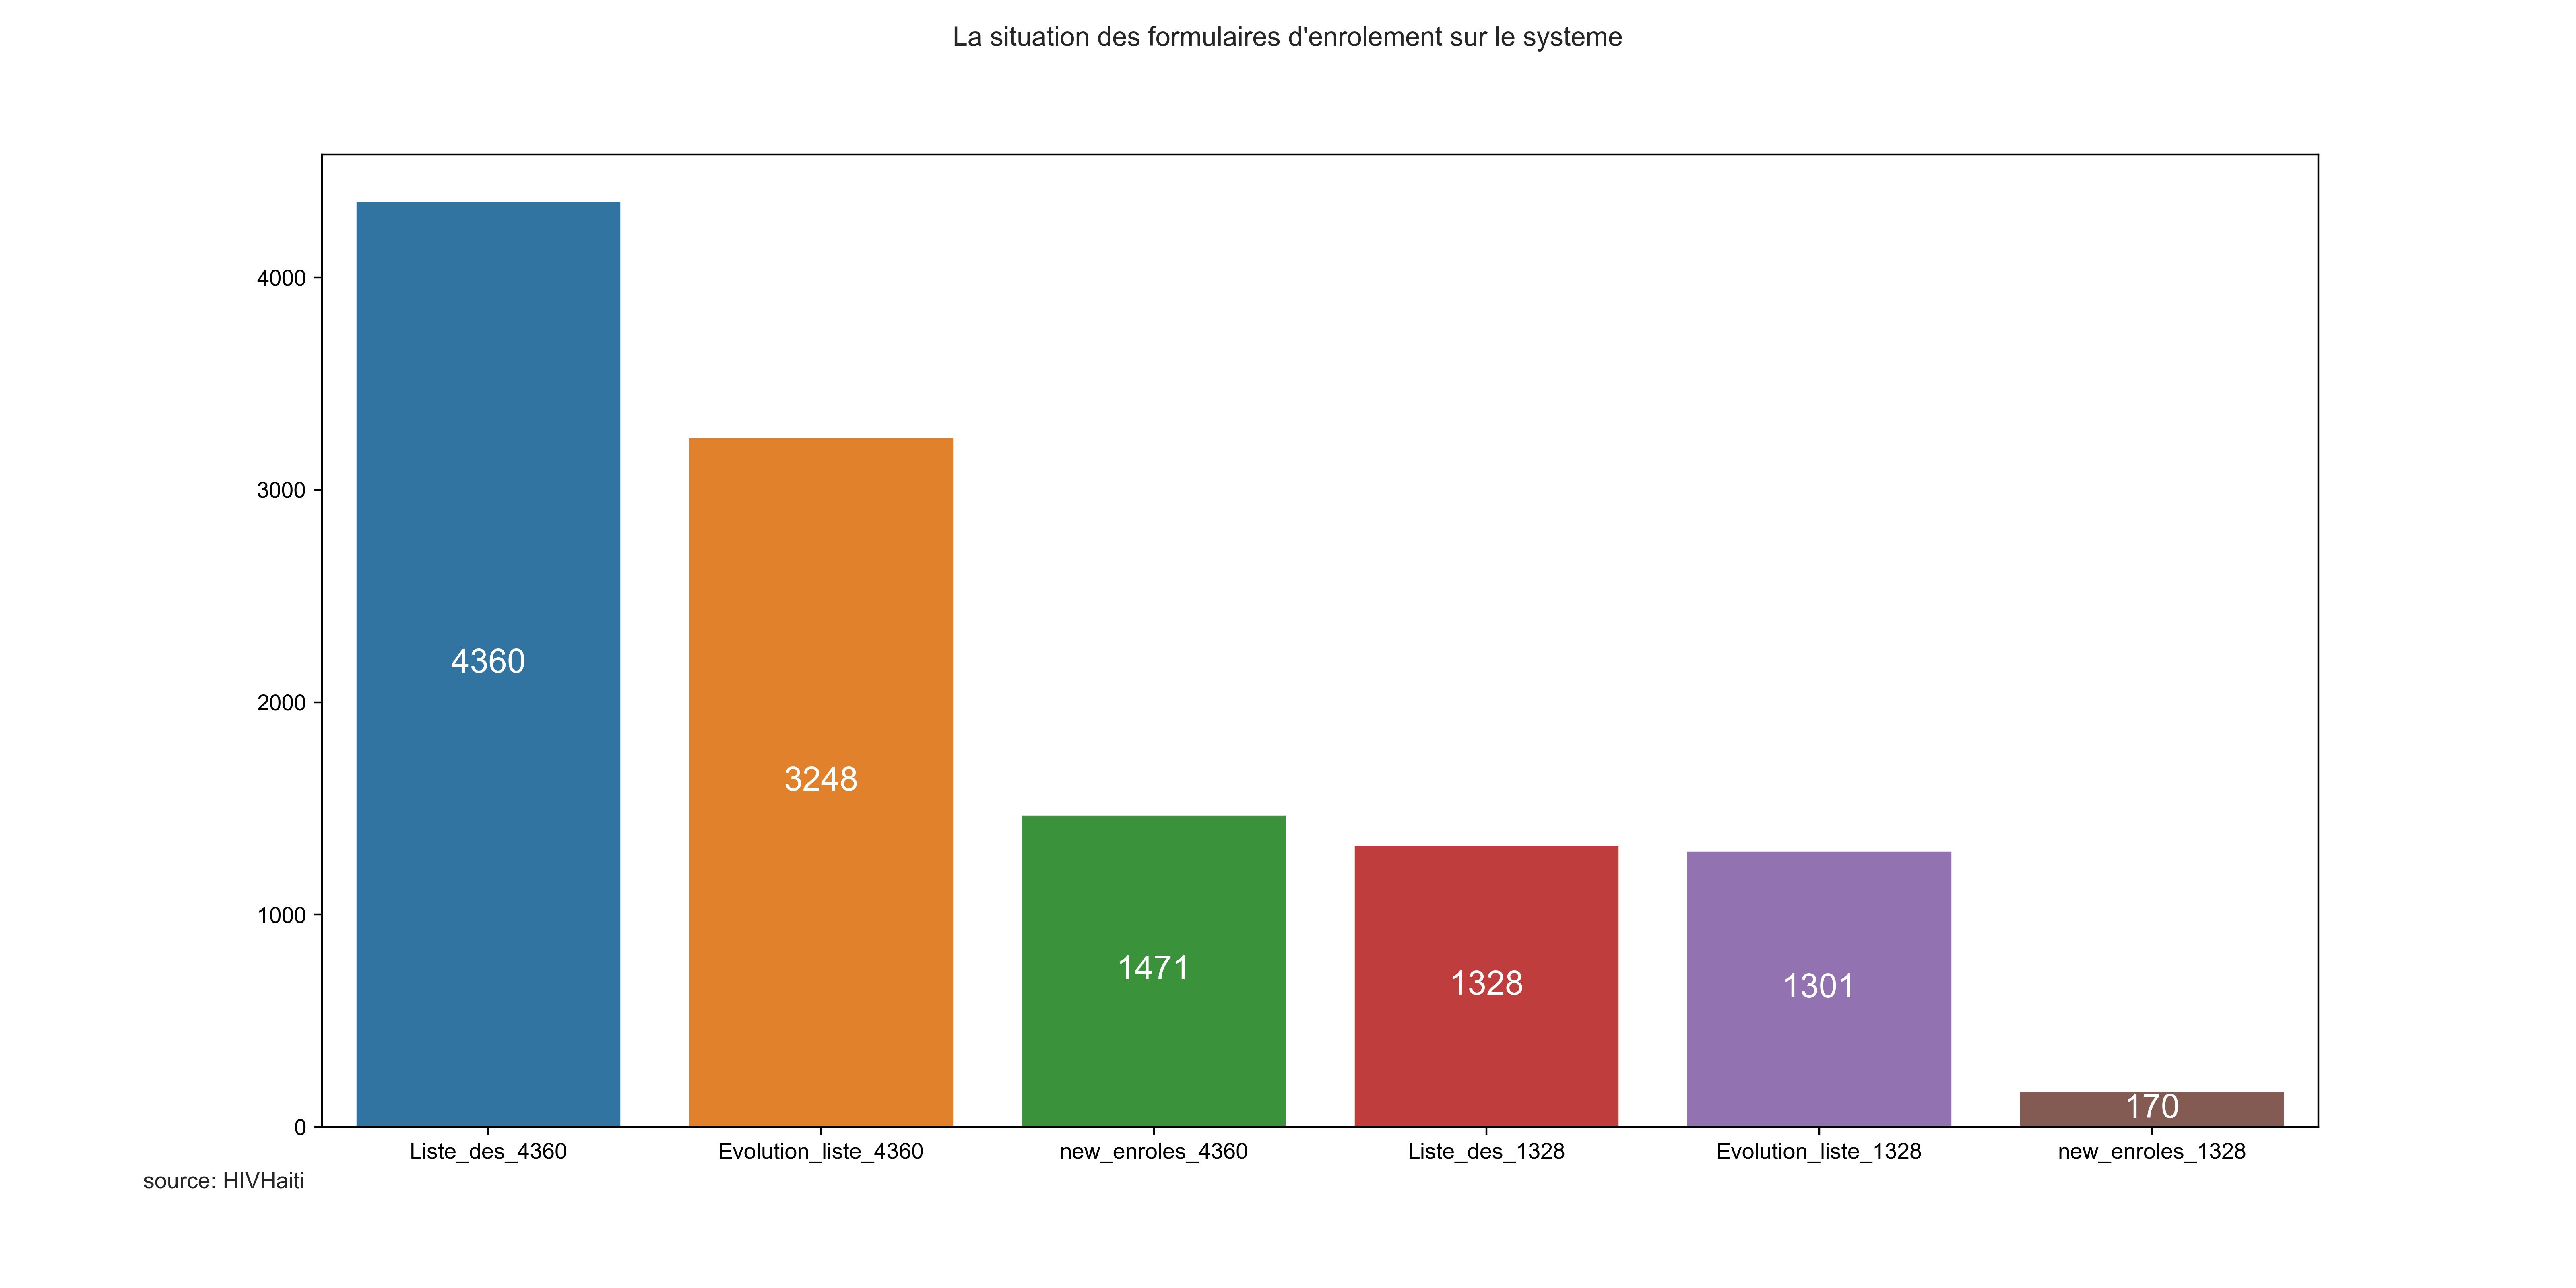 La situation des formulaires d'enrolement sur le systeme
4000
3000
2000
1000
0
4360
3248
1471
1328
1301
170
Liste_des_4360
Evolution_liste_4360
new_enroles_4360
Liste_des_1328
Evolution_liste_1328
new_enroles_1328
source: HIVHaiti